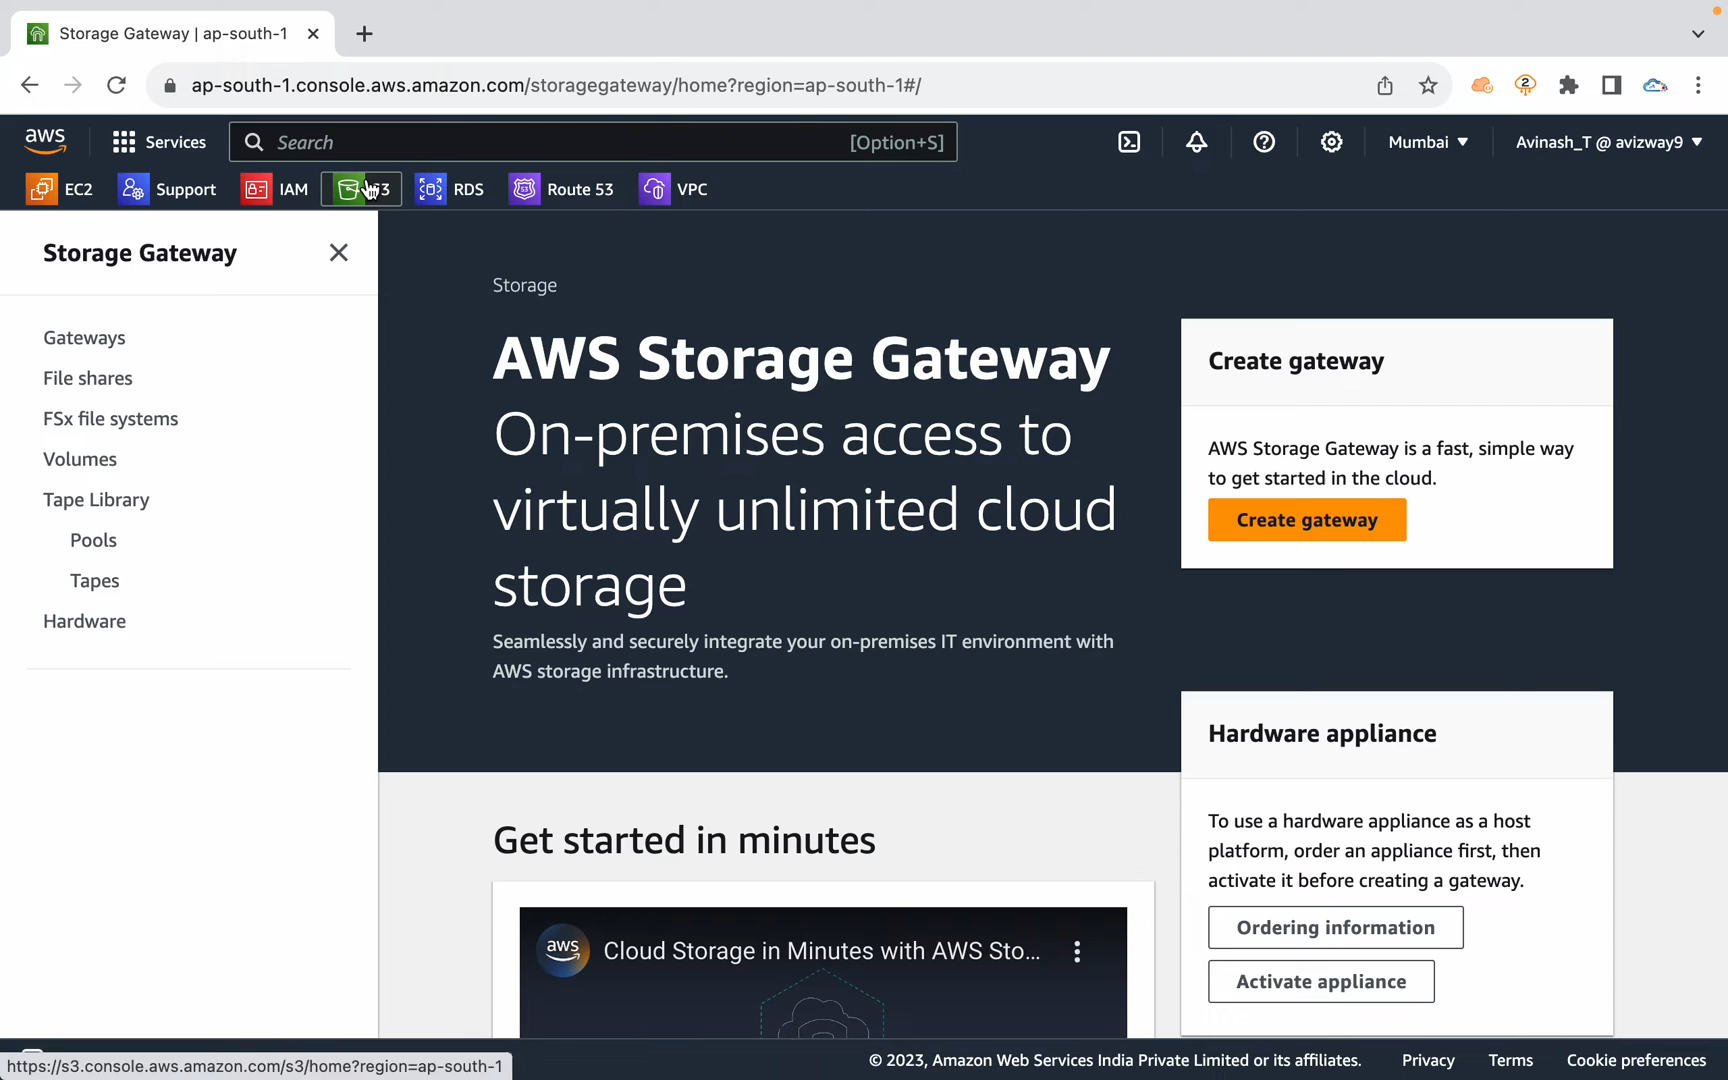 Storage Gateway | ap-south-1
ap-south-1.console.aws.amazon.com/storagegateway/home?region=ap-south-1#/
2
aws
Services
Search
[Option+S]
Mumbai
Avinash_T @ avizway9
EC2
Support
IAM
RDS
Route 53
VPC
Storage Gateway
Gateways
File shares
FSx file systems
Volumes
Tape Library
Pools
Tapes
Hardware
Storage
AWS Storage Gateway
On-premises access to
virtually unlimited cloud
storage
Seamlessly and securely integrate your on-premises IT environment with
AWS storage infrastructure.
Create gateway
AWS Storage Gateway is a fast, simple way
to get started in the cloud.
Create gateway
Hardware appliance
To use a hardware appliance as a host
platform, order an appliance first, then
activate it before creating a gateway.
Ordering information
Activate appliance
Get started in minutes
aws
Cloud Storage in Minutes with AWS Sto...
https://s3.console.aws.amazon.com/s3/home?region=ap-south-1
© 2023, Amazon Web Services India Private Limited or its affiliates.
Privacy
Terms
Cookie preferences